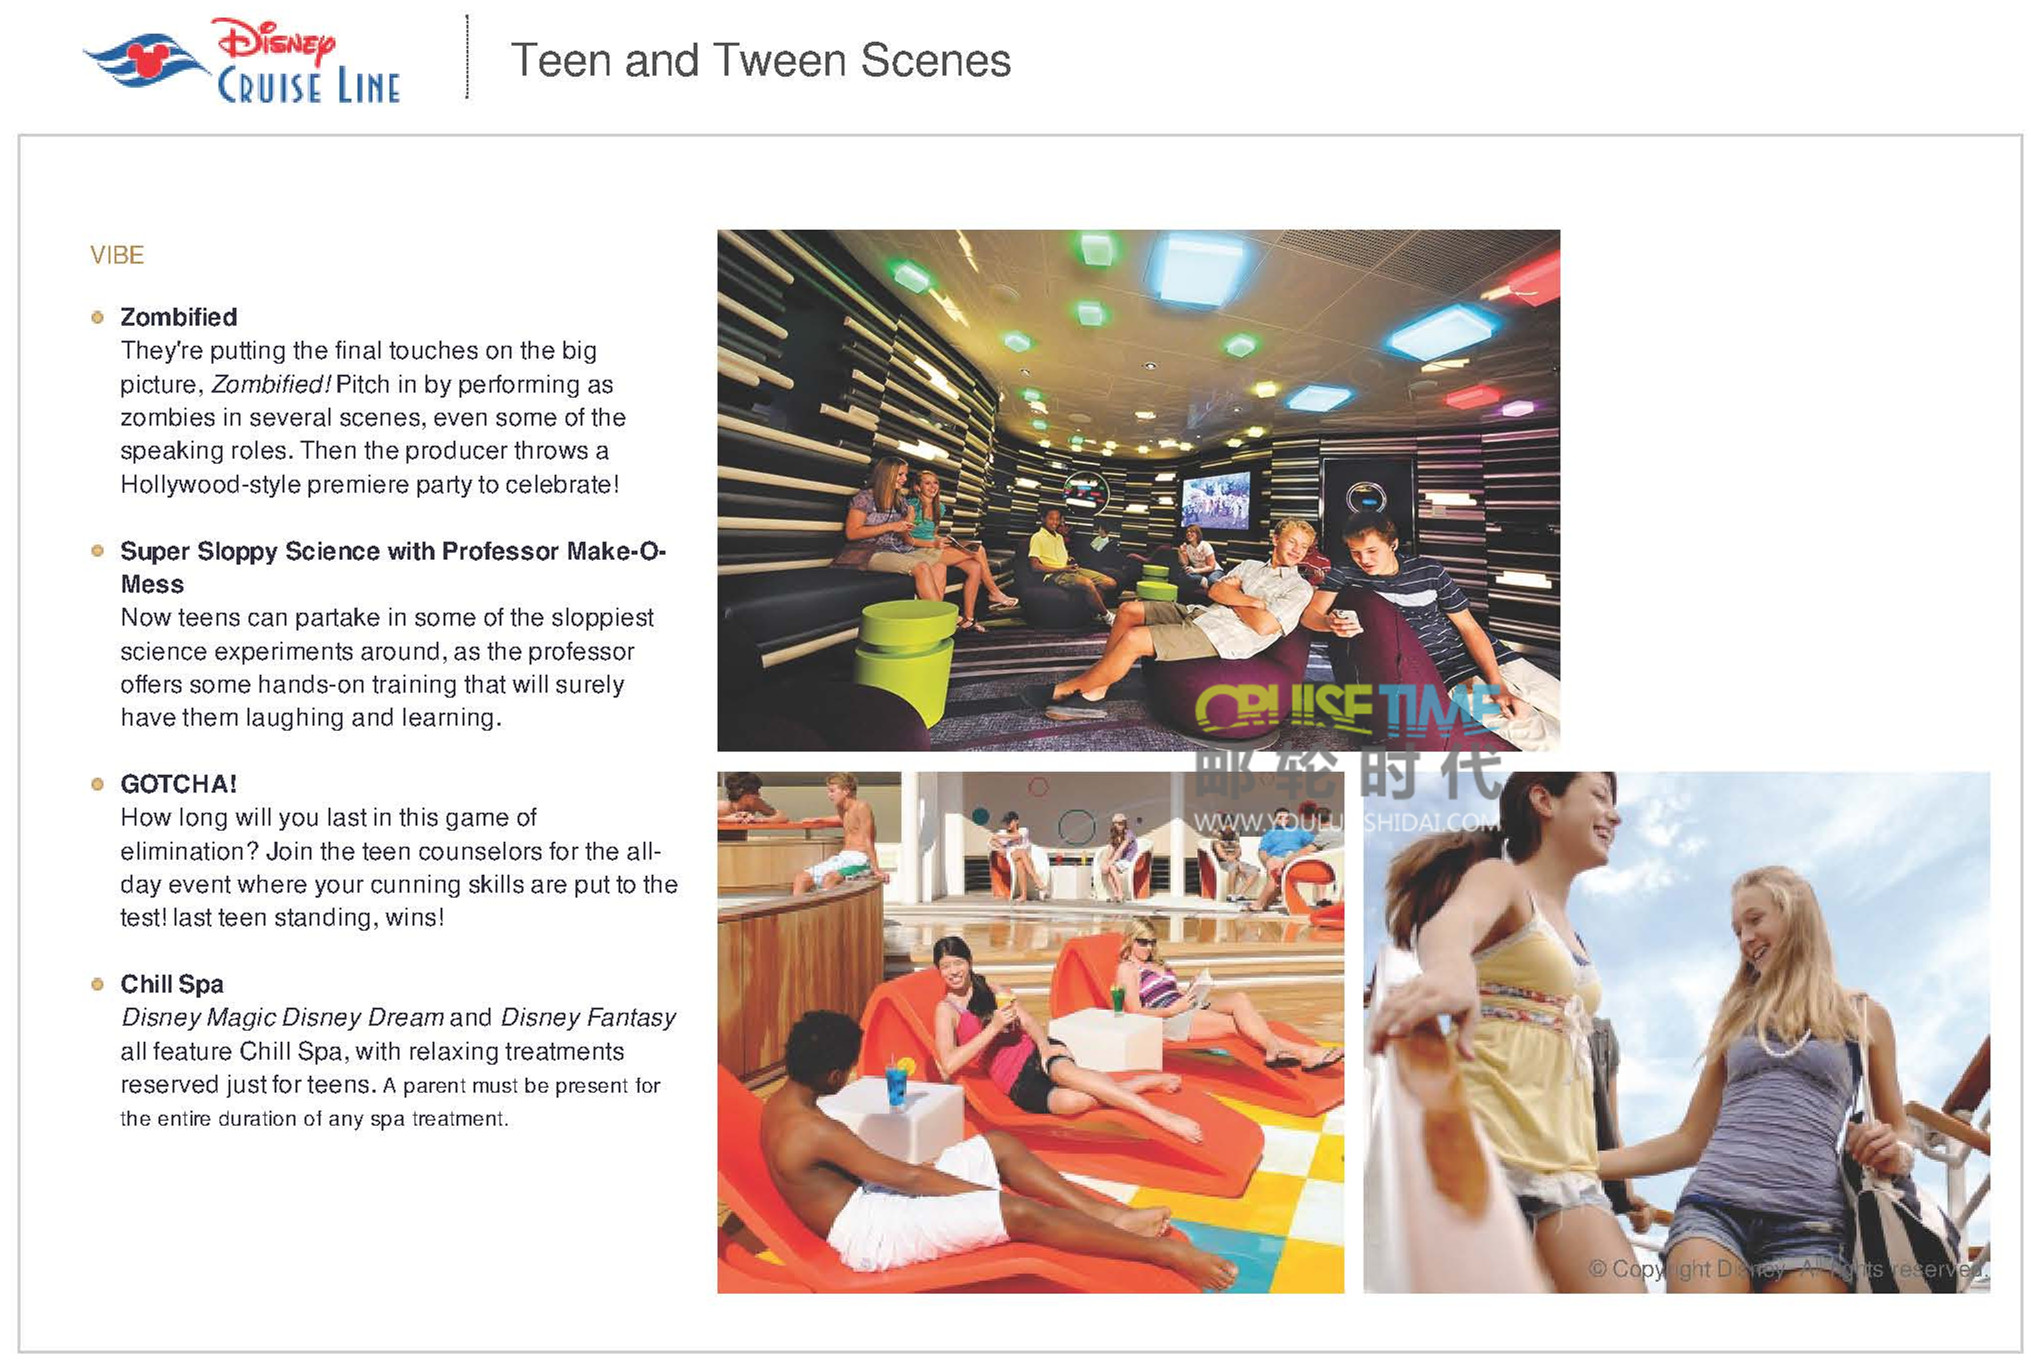 Disney
Cruise Line
Teen and Tween Scenes
VIBE
Zombified
They're putting the final touches on the big
picture, Zombified! Pitch in by performing as
zombies in several scenes, even some of the
speaking roles. Then the producer throws a
Hollywood-style premiere party to celebrate!
Super Sloppy Science with Professor Make-O-
Mess
Now teens can partake in some of the sloppiest
science experiments around, as the professor
offers some hands-on training that will surely
have them laughing and learning.
GOTCHA!
How long will you last in this game of
elimination? Join the teen counselors for the all-
day event where your cunning skills are put to the
test! last teen standing, wins!
Chill Spa
Disney Magic Disney Dream and Disney Fantasy
all feature Chill Spa, with relaxing treatments
reserved just for teens. A parent must be present for
the entire duration of any spa treatment.
CRUISETIME
邮轮时代
WWW.YOULUNSHIDAI.COM
© Copyright Disney. All rights reserved.